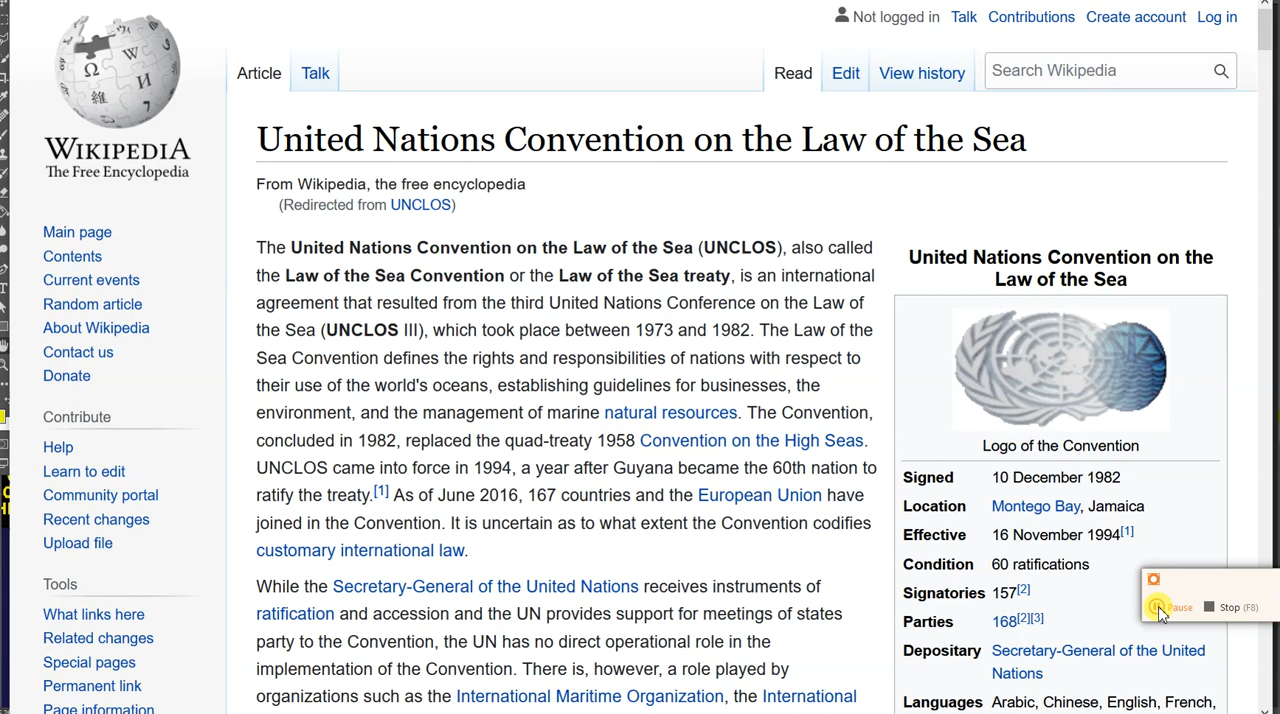 Not logged in Talk Contributions Create account Log in
Article Talk Read Edit View history Search Wikipedia
WIKIPEDIA
The Free Encyclopedia
Main page
Contents
Current events
Random article
About Wikipedia
Contact us
Donate
Contribute
Help
Learn to edit
Community portal
Recent changes
Upload file
Tools
What links here
Related changes
Special pages
Permanent link
Page information
United Nations Convention on the Law of the Sea
From Wikipedia, the free encyclopedia
(Redirected from UNCLOS)
The United Nations Convention on the Law of the Sea (UNCLOS), also called
the Law of the Sea Convention or the Law of the Sea treaty, is an international
agreement that resulted from the third United Nations Conference on the Law of
the Sea (UNCLOS III), which took place between 1973 and 1982. The Law of the
Sea Convention defines the rights and responsibilities of nations with respect to
their use of the world's oceans, establishing guidelines for businesses, the
environment, and the management of marine natural resources. The Convention,
concluded in 1982, replaced the quad-treaty 1958 Convention on the High Seas.
UNCLOS came into force in 1994, a year after Guyana became the 60th nation to
ratify the treaty.[1] As of June 2016, 167 countries and the European Union have
joined in the Convention. It is uncertain as to what extent the Convention codifies
customary international law.
While the Secretary-General of the United Nations receives instruments of
ratification and accession and the UN provides support for meetings of states
party to the Convention, the UN has no direct operational role in the
implementation of the Convention. There is, however, a role played by
organizations such as the International Maritime Organization, the International
United Nations Convention on the
Law of the Sea
Logo of the Convention
Signed 10 December 1982
Location Montego Bay, Jamaica
Effective 16 November 1994[1]
Condition 60 ratifications
Signatories 157[2]
Parties 168[2][3]
Depositary Secretary-General of the United
Nations
Languages Arabic, Chinese, English, French,
Pause Stop (F8)